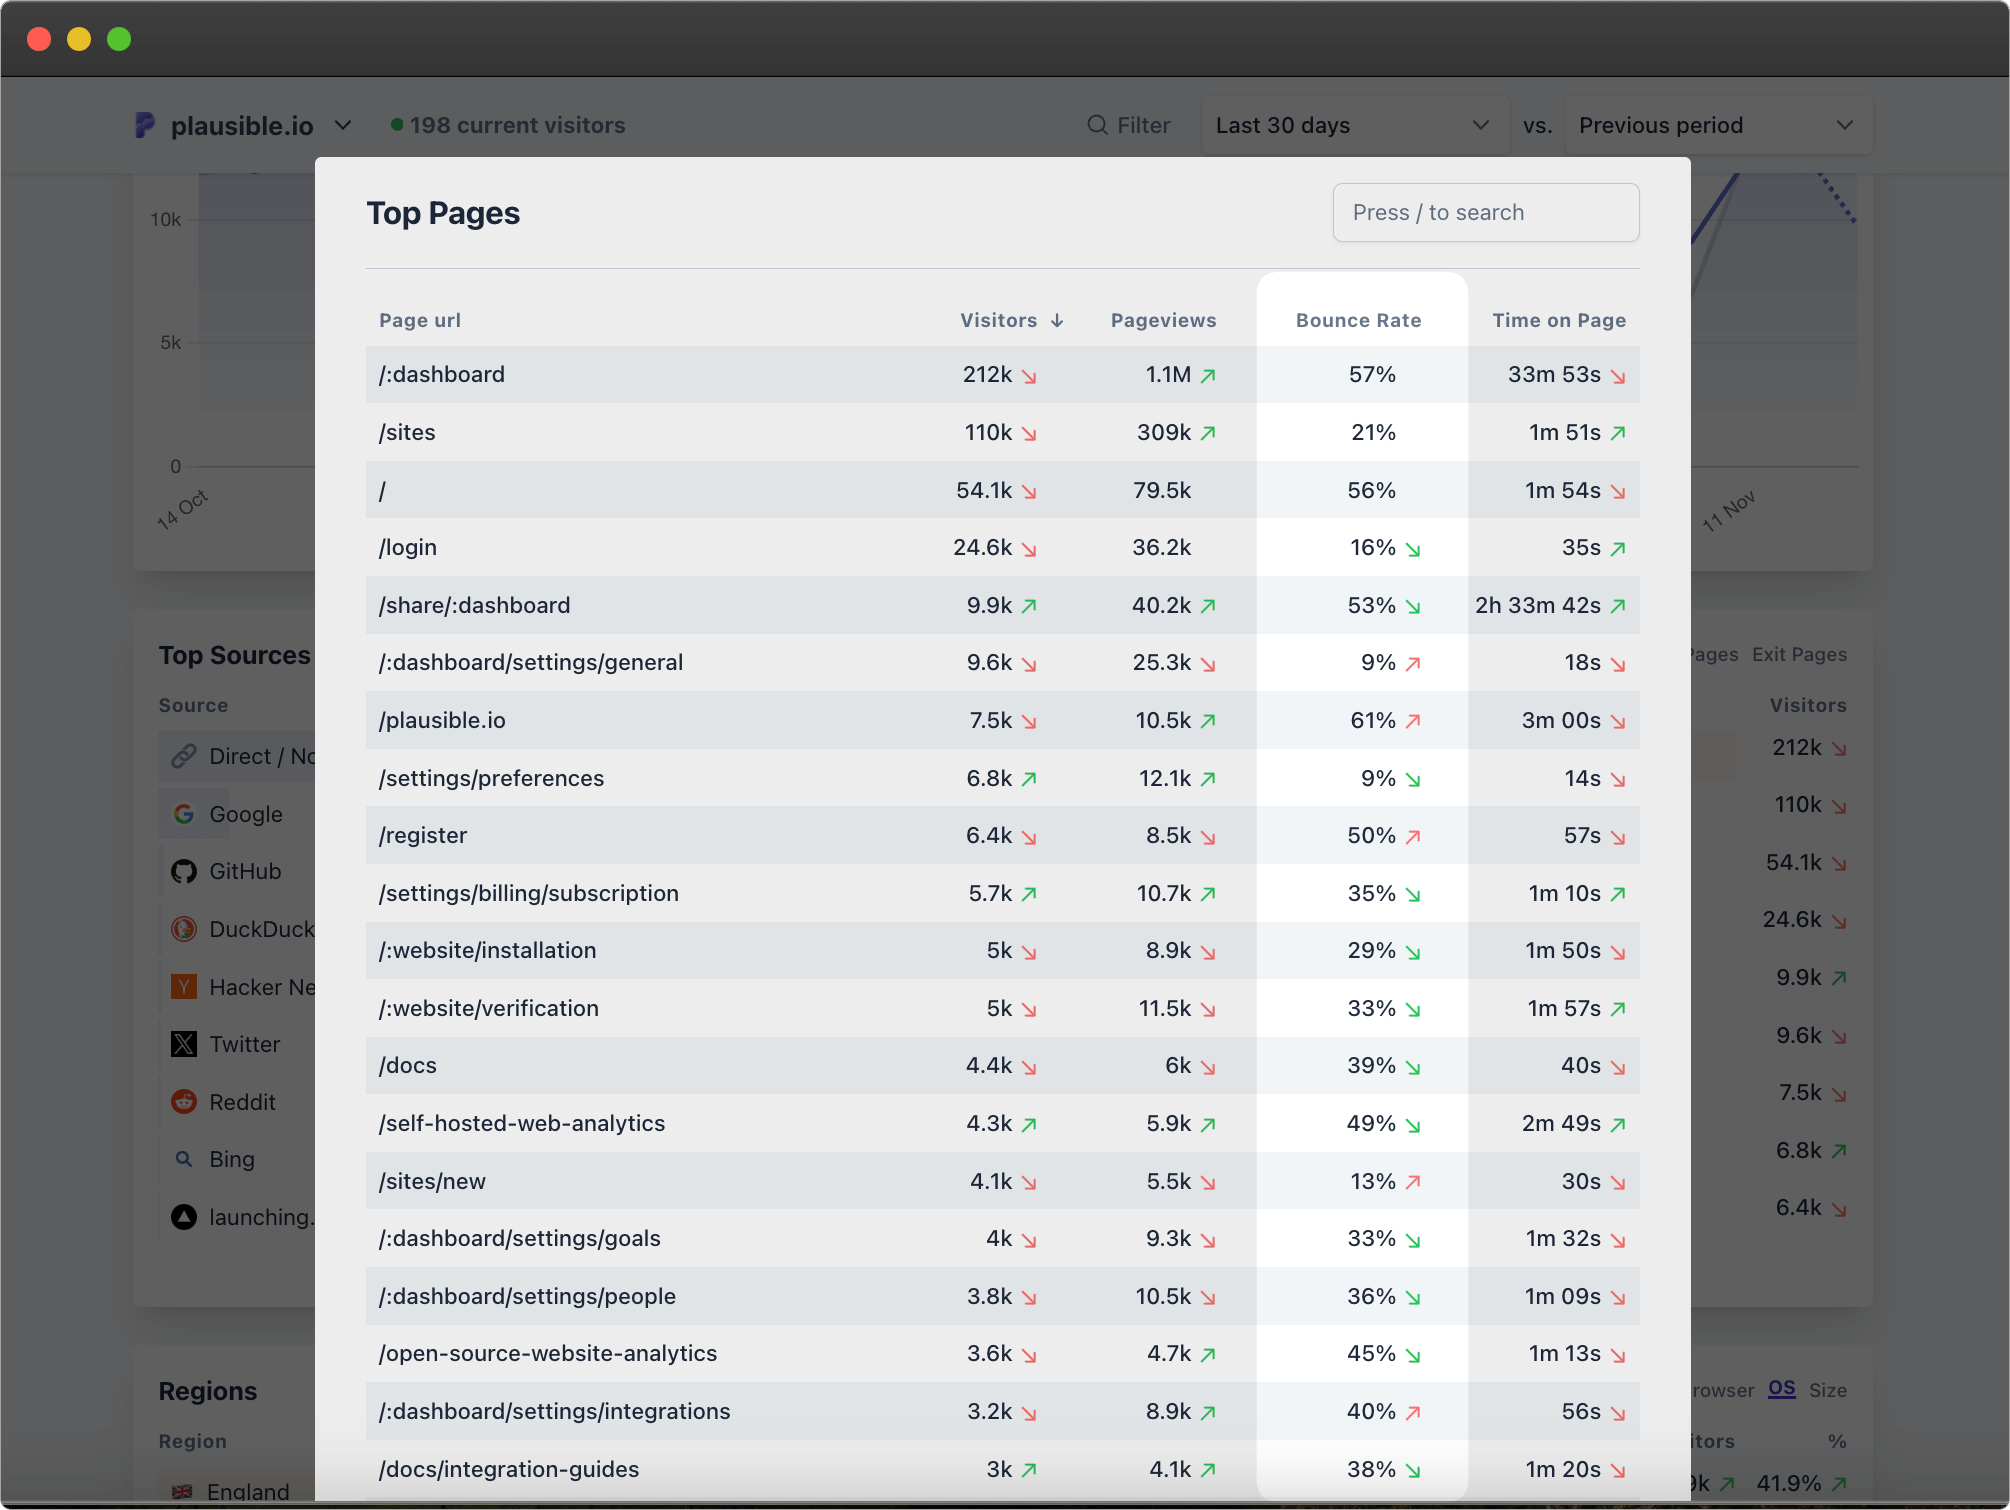 plausible.io
198 current visitors
Filter
Last 30 days
vs.
Previous period
Top Pages
Press / to search
Page url Visitors ↓ Pageviews Bounce Rate Time on Page
/:dashboard 212k ↘ 1.1M ↗ 57% 33m 53s ↘
/sites 110k ↘ 309k ↗ 21% 1m 51s ↗
/ 54.1k ↘ 79.5k 56% 1m 54s ↘
/login 24.6k ↘ 36.2k 16% ↘ 35s ↗
/share/:dashboard 9.9k ↗ 40.2k ↗ 53% ↘ 2h 33m 42s ↗
/:dashboard/settings/general 9.6k ↘ 25.3k ↘ 9% ↗ 18s ↘
/plausible.io 7.5k ↘ 10.5k ↗ 61% ↗ 3m 00s ↘
/settings/preferences 6.8k ↗ 12.1k ↗ 9% ↘ 14s ↘
/register 6.4k ↘ 8.5k ↘ 50% ↗ 57s ↘
/settings/billing/subscription 5.7k ↗ 10.7k ↗ 35% ↘ 1m 10s ↗
/:website/installation 5k ↘ 8.9k ↘ 29% ↘ 1m 50s ↘
/:website/verification 5k ↘ 11.5k ↘ 33% ↘ 1m 57s ↗
/docs 4.4k ↘ 6k ↘ 39% ↘ 40s ↘
/self-hosted-web-analytics 4.3k ↗ 5.9k ↗ 49% ↘ 2m 49s ↗
/sites/new 4.1k ↘ 5.5k ↘ 13% ↗ 30s ↘
/:dashboard/settings/goals 4k ↘ 9.3k ↘ 33% ↘ 1m 32s ↘
/:dashboard/settings/people 3.8k ↘ 10.5k ↘ 36% ↘ 1m 09s ↘
/open-source-website-analytics 3.6k ↘ 4.7k ↗ 45% ↘ 1m 13s ↘
/:dashboard/settings/integrations 3.2k ↘ 8.9k ↗ 40% ↗ 56s ↘
/docs/integration-guides 3k ↗ 4.1k ↗ 38% ↘ 1m 20s ↘
10k
5k
0
14 Oct
11 Nov
Top Sources
Source
Direct / No
Google
GitHub
DuckDuck
Hacker Ne
Twitter
Reddit
Bing
launching.
Pages Exit Pages
Visitors
212k ↘
110k ↘
54.1k ↘
24.6k ↘
9.9k ↗
9.6k ↘
7.5k ↘
6.8k ↗
6.4k ↘
Regions
Region
England
rowser OS Size
itors %
9k ↗ 41.9% ↗